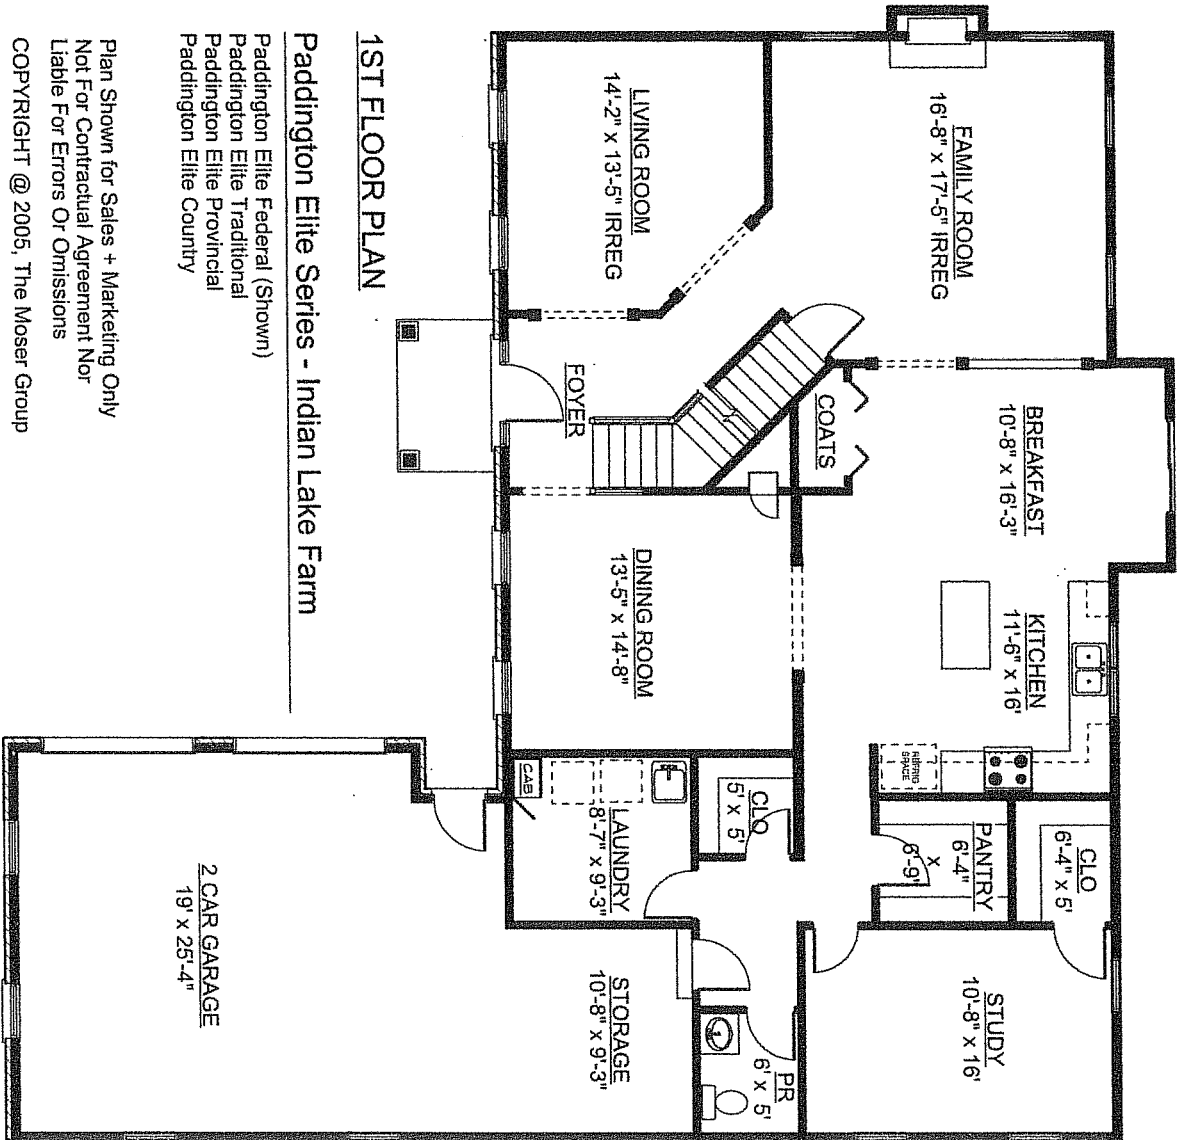 FAMILY ROOM
16'-8" x 17'-5" IRREG
BREAKFAST
10'-8" x 16'-3"
KITCHEN
11'-6" x 16'
REFRIG
SPACE
CLO
6'-4" x 5'
PANTRY
6'-4"
x
6'-9"
STUDY
10'-8" x 16'
COATS
LIVING ROOM
14'-2" x 13'-5" IRREG
FOYER
DINING ROOM
13'-5" x 14'-8"
CLO
5' x 5'
LAUNDRY
8'-7" x 9'-3"
CAB
PR
6' x 5'
STORAGE
10'-8" x 9'-3"
2 CAR GARAGE
19' x 25'-4"
1ST FLOOR PLAN
Paddington Elite Series - Indian Lake Farm
Paddington Elite Federal (Shown)
Paddington Elite Traditional
Paddington Elite Provincial
Paddington Elite Country
Plan Shown for Sales + Marketing Only
Not For Contractual Agreement Nor
Liable For Errors Or Omissions
COPYRIGHT @ 2005, The Moser Group